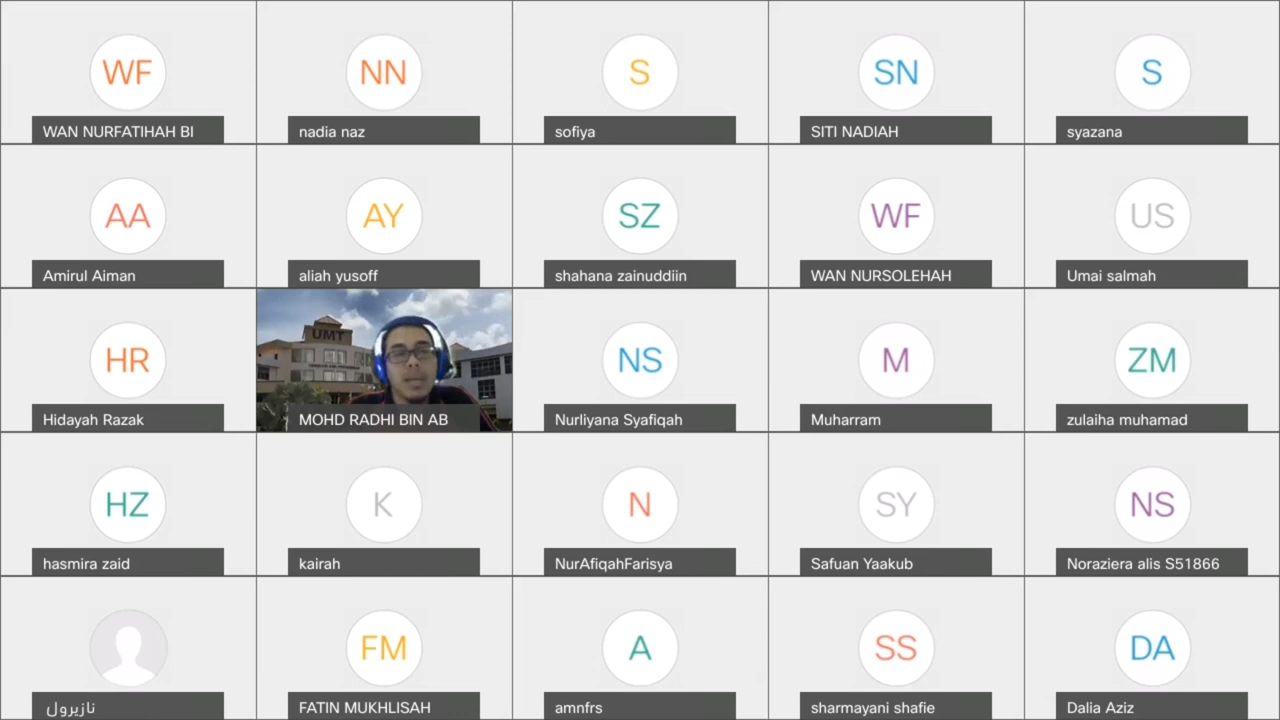 WF
WAN NURFATIHAH BI
NN
nadia naz
S
sofiya
SN
SITI NADIAH
S
syazana
AA
Amirul Aiman
AY
aliah yusoff
SZ
shahana zainuddiin
WF
WAN NURSOLEHAH
US
Umai salmah
HR
Hidayah Razak
UMT
MOHD RADHI BIN AB
NS
Nurliyana Syafiqah
M
Muharram
ZM
zulaiha muhamad
HZ
hasmira zaid
K
kairah
N
NurAfiqahFarisya
SY
Safuan Yaakub
NS
Noraziera alis S51866
نازيرول
FM
FATIN MUKHLISAH
A
amnfrs
SS
sharmayani shafie
DA
Dalia Aziz